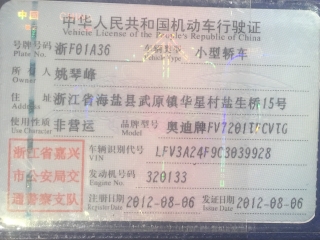 中华人民共和国机动车行驶证
Vehicle License of the People's Republic of China
号牌号码 浙F01A36 车辆类型 小型轿车
Plate No. Vehicle Type
所有人 姚琴峰
Owner
住址 浙江省海盐县武原镇华星村盐生桥15号
使用性质 非营运 品牌型号 奥迪牌FV7201TFCVTG
Use Character
浙江省嘉兴 车辆识别代号 LFV3A24F9C3039928
VIN
市公安局交 发动机号码 320133
Engine No.
通警察支队 注册日期 2012-08-06 发证日期 2012-08-06
Register Date Issue Date